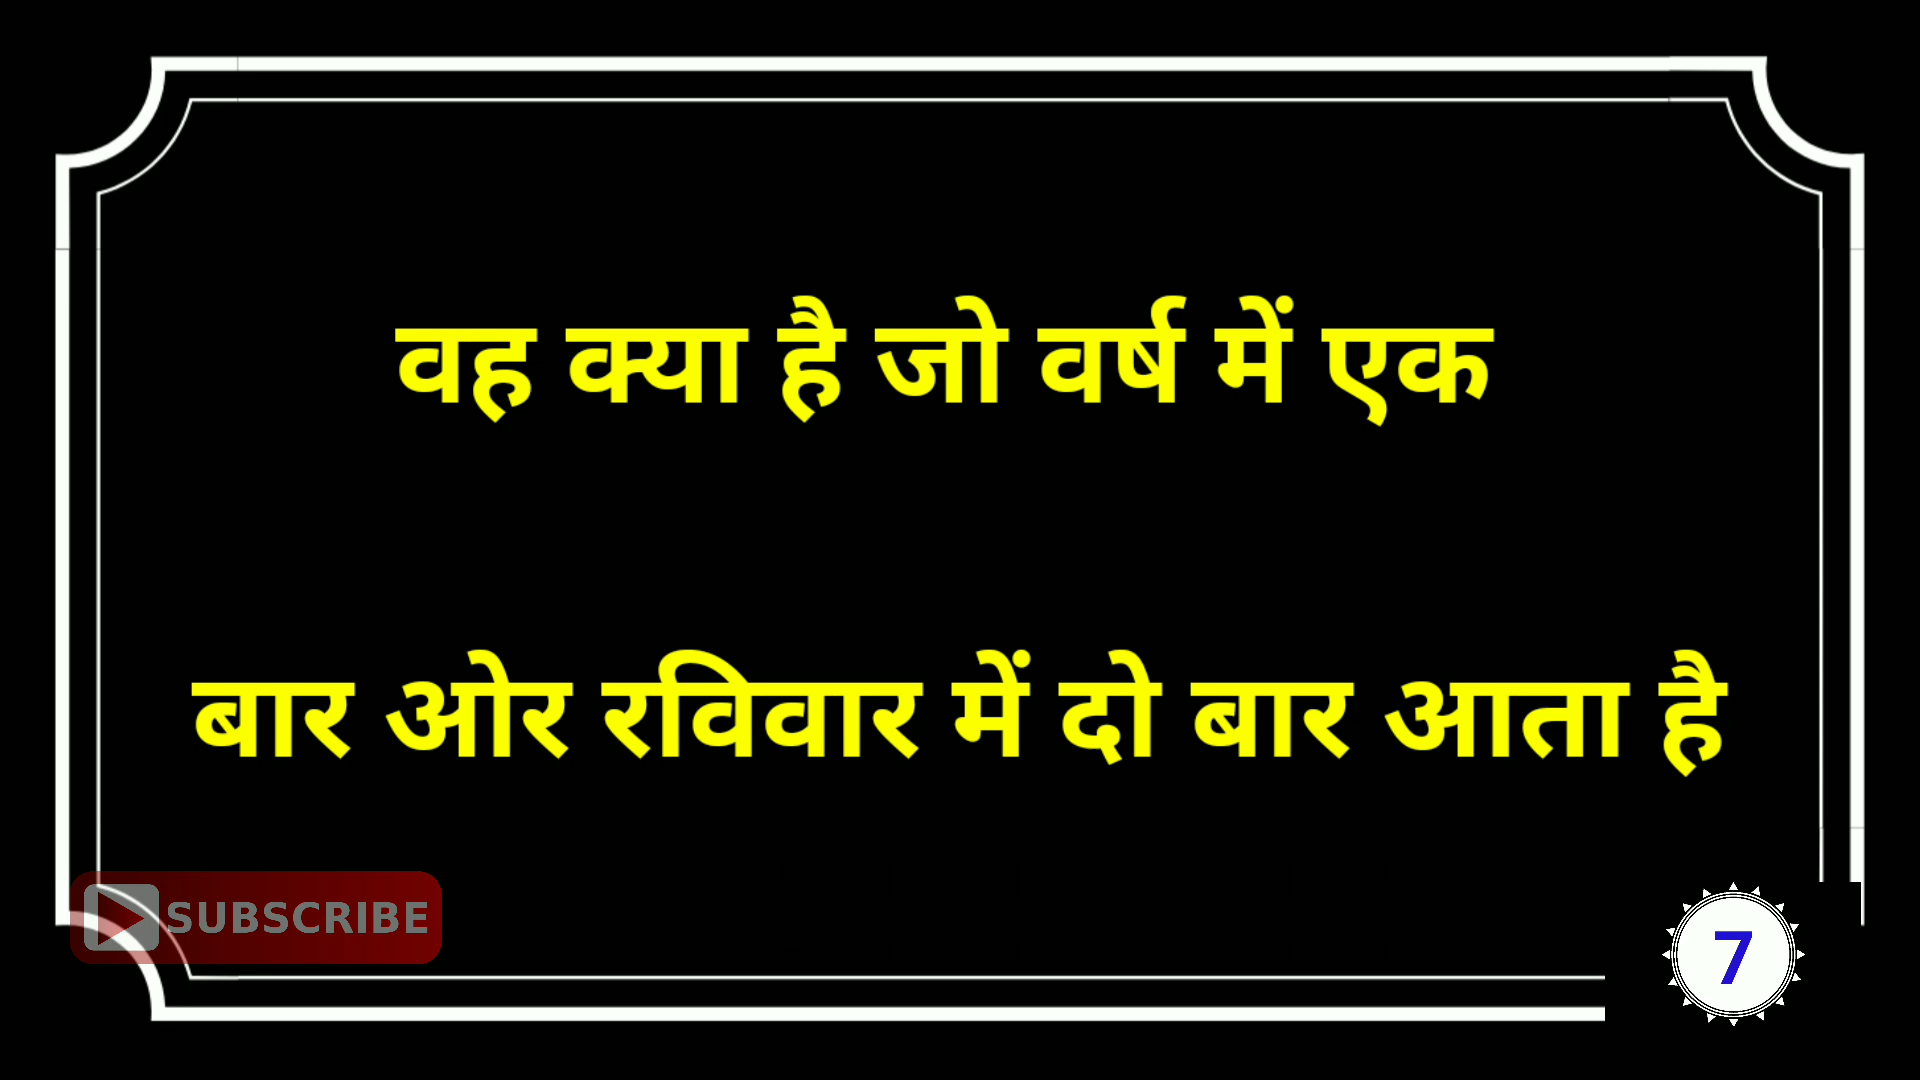 वह क्या है जो वर्ष में एक
बार ओर रविवार में दो बार आता है
SUBSCRIBE
7